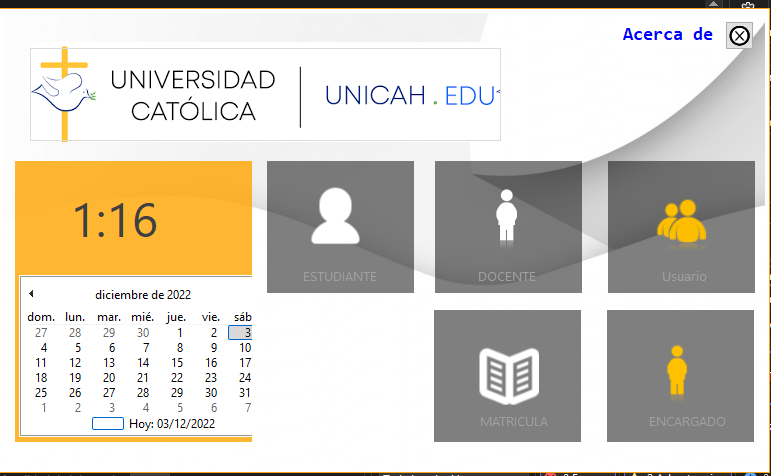 Acerca de
UNIVERSIDAD
CATÓLICA
UNICAH.EDU
1:16
ESTUDIANTE
DOCENTE
Usuario
diciembre de 2022
dom. lun. mar. mié. jue. vie. sáb
27 28 29 30 1 2 3
4 5 6 7 8 9 10
11 12 13 14 15 16 17
18 19 20 21 22 23 24
25 26 27 28 29 30 31
1 2 3 4 5 6 7
Hoy: 03/12/2022
MATRICULA
ENCARGADO